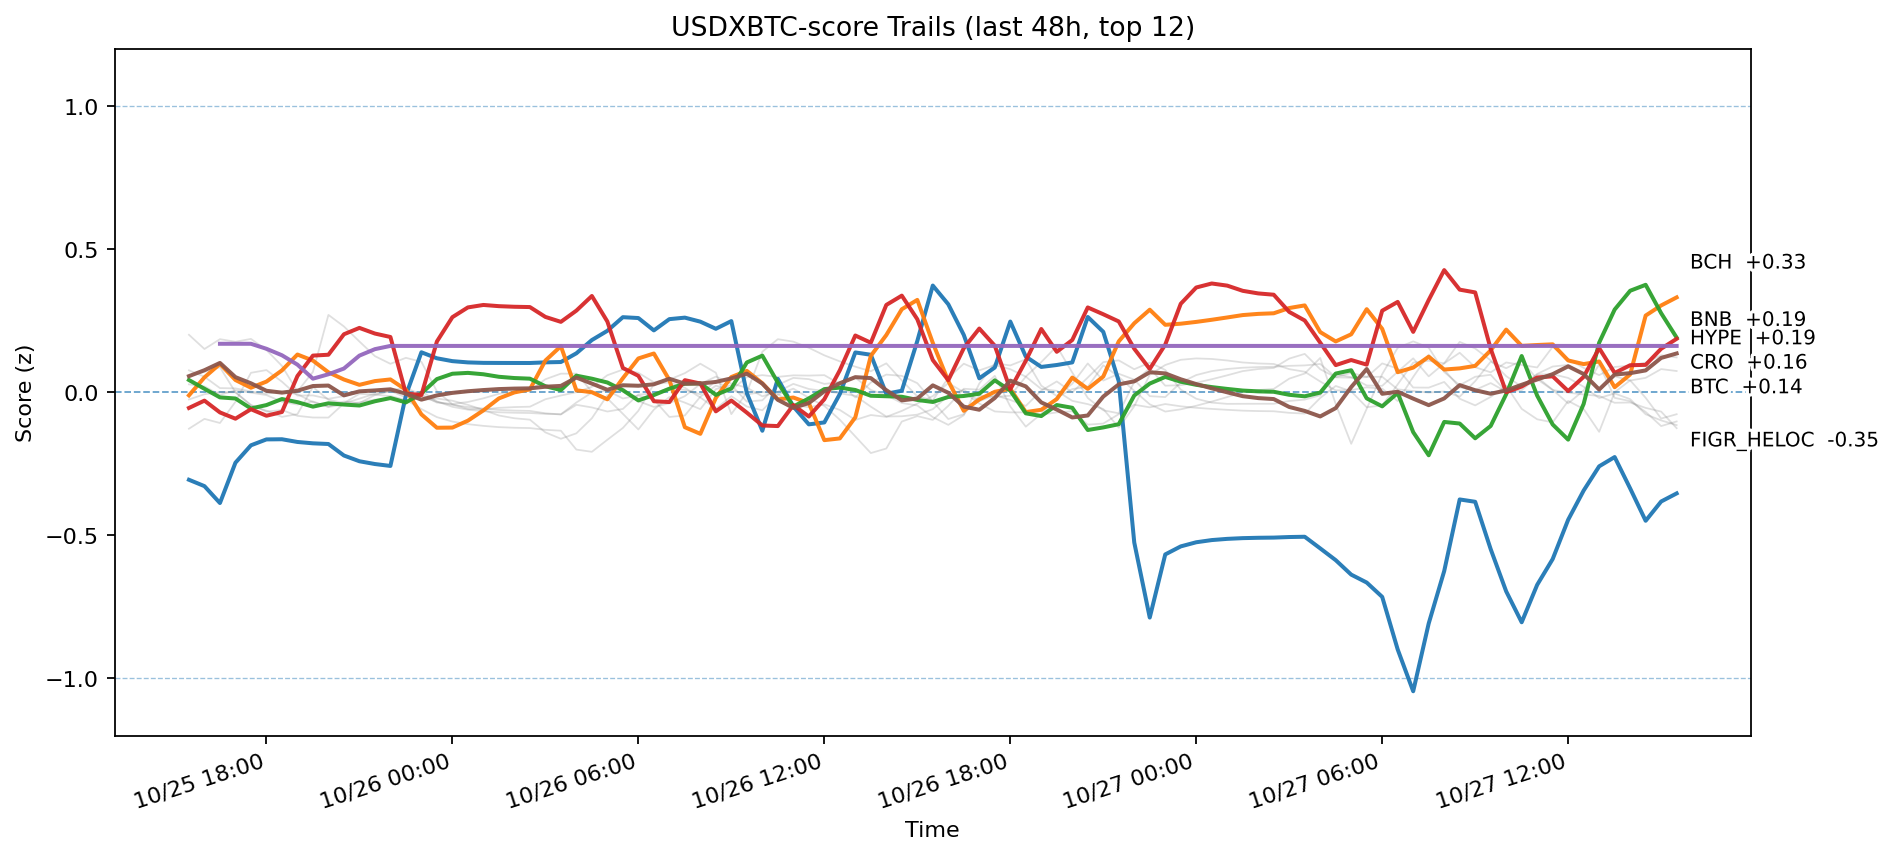 USDXBTC-score Trails (last 48h, top 12)
Score (z)
1.0
0.5
0.0
−0.5
−1.0
BCH +0.33
BNB +0.19
HYPE +0.19
CRO +0.16
BTC +0.14
FIGR_HELOC -0.35
10/25 18:00
10/26 00:00
10/26 06:00
10/26 12:00
10/26 18:00
10/27 00:00
10/27 06:00
10/27 12:00
Time